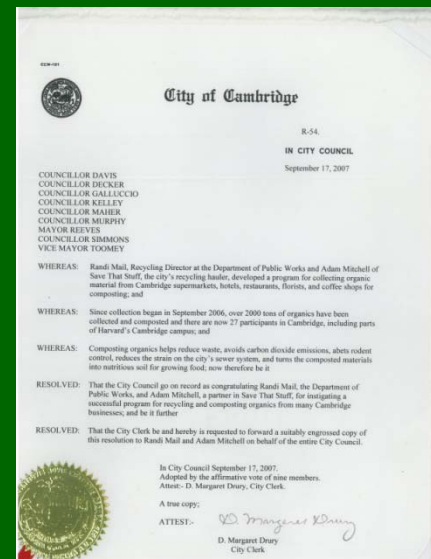 City of Cambridge
R-54.
IN CITY COUNCIL
September 17, 2007
COUNCILLOR DAVIS
COUNCILLOR DECKER
COUNCILLOR GALLUCCIO
COUNCILLOR KELLEY
COUNCILLOR MAHER
COUNCILLOR MURPHY
MAYOR REEVES
COUNCILLOR SIMMONS
VICE MAYOR TOOMEY
WHEREAS: Randi Mail, Recycling Director at the Department of Public Works and Adam Mitchell of
Save That Stuff, the city's recycling hauler, developed a program for collecting organic
material from Cambridge supermarkets, hotels, restaurants, florists, and coffee shops for
composting; and
WHEREAS: Since collection began in September 2006, over 2000 tons of organics have been
collected and composted and there are now 27 participants in Cambridge, including parts
of Harvard's Cambridge campus; and
WHEREAS: Composting organics helps reduce waste, avoids carbon dioxide emissions, abets rodent
control, reduces the strain on the city's sewer system, and turns the composted materials
into nutritious soil for growing food; now therefore be it
RESOLVED: That the City Council go on record as congratulating Randi Mail, the Department of
Public Works, and Adam Mitchell, a partner in Save That Stuff, for instigating a
successful program for recycling and composting organics from many Cambridge
businesses; and be it further
RESOLVED: That the City Clerk be and hereby is requested to forward a suitably engrossed copy of
this resolution to Randi Mail and Adam Mitchell on behalf of the entire City Council.
In City Council September 17, 2007.
Adopted by the affirmative vote of nine members.
Attest:- D. Margaret Drury, City Clerk.
A true copy;
ATTEST:- D. Margaret Drury
D. Margaret Drury
City Clerk